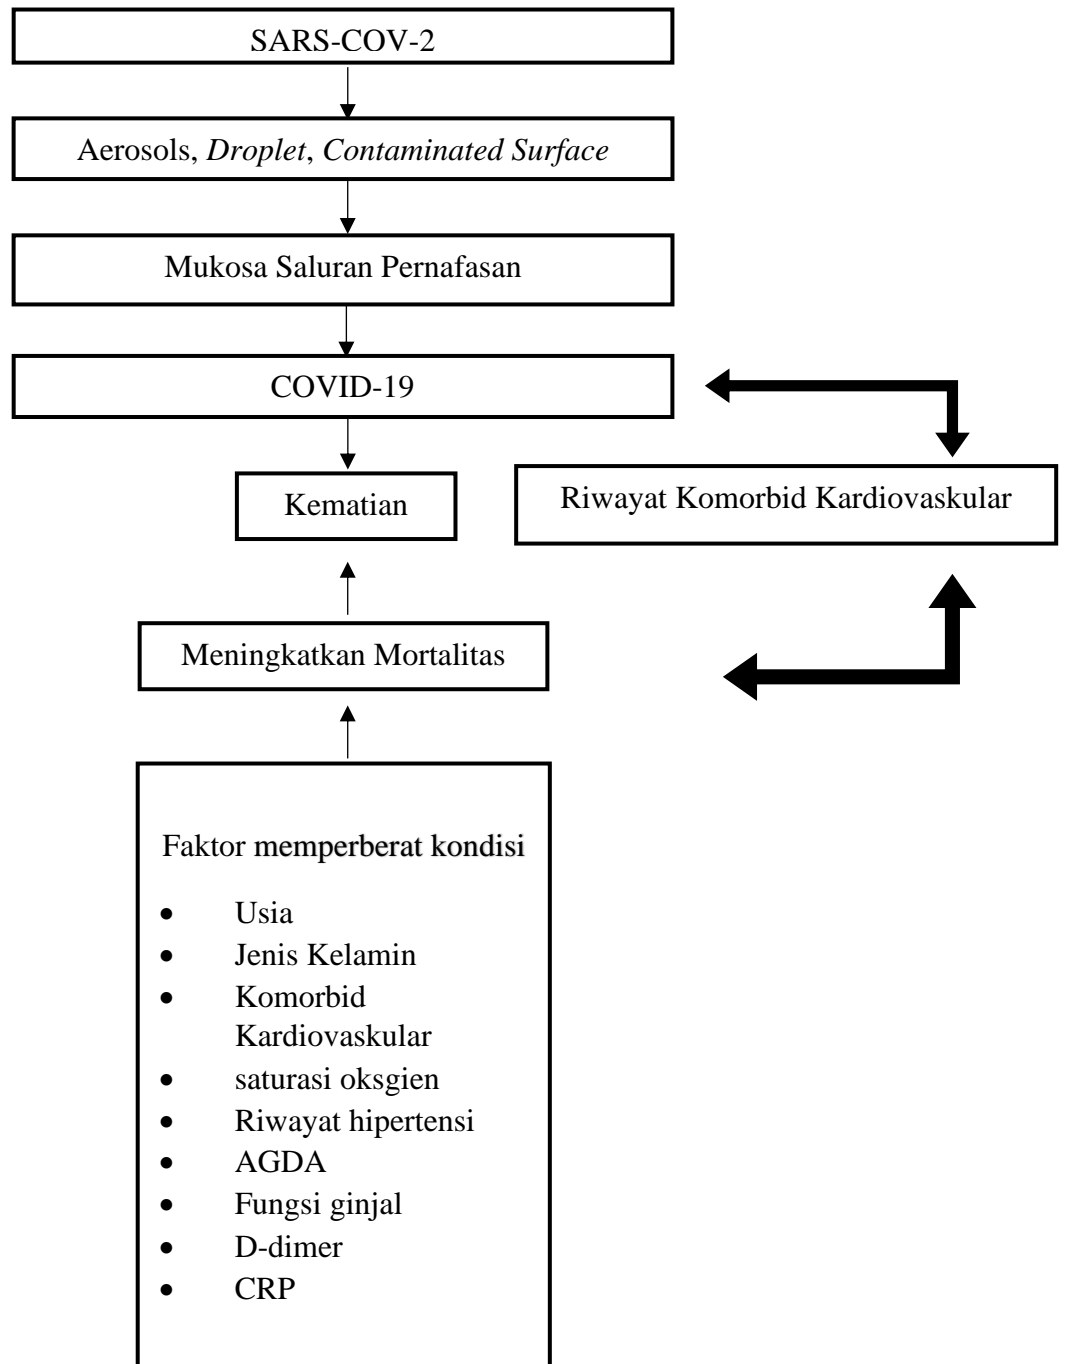 SARS-COV-2
Aerosols, Droplet, Contaminated Surface
Mukosa Saluran Pernafasan
COVID-19
Kematian
Riwayat Komorbid Kardiovaskular
Meningkatkan Mortalitas
Faktor memperberat kondisi
• Usia
• Jenis Kelamin
• Komorbid
Kardiovaskular
• saturasi oksgien
• Riwayat hipertensi
• AGDA
• Fungsi ginjal
• D-dimer
• CRP